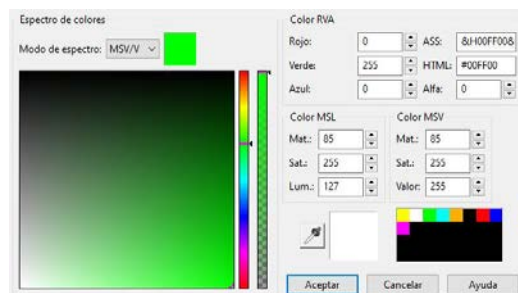 Espectro de colores
Modo de espectro: MSV/V
Color RVA
Rojo: 0 ASS: &H00FF00&
Verde: 255 HTML: #00FF00
Azul: 0 Alfa: 0
Color MSL
Mat.: 85
Sat.: 255
Lum.: 127
Color MSV
Mat.: 85
Sat.: 255
Valor: 255
Aceptar
Cancelar
Ayuda